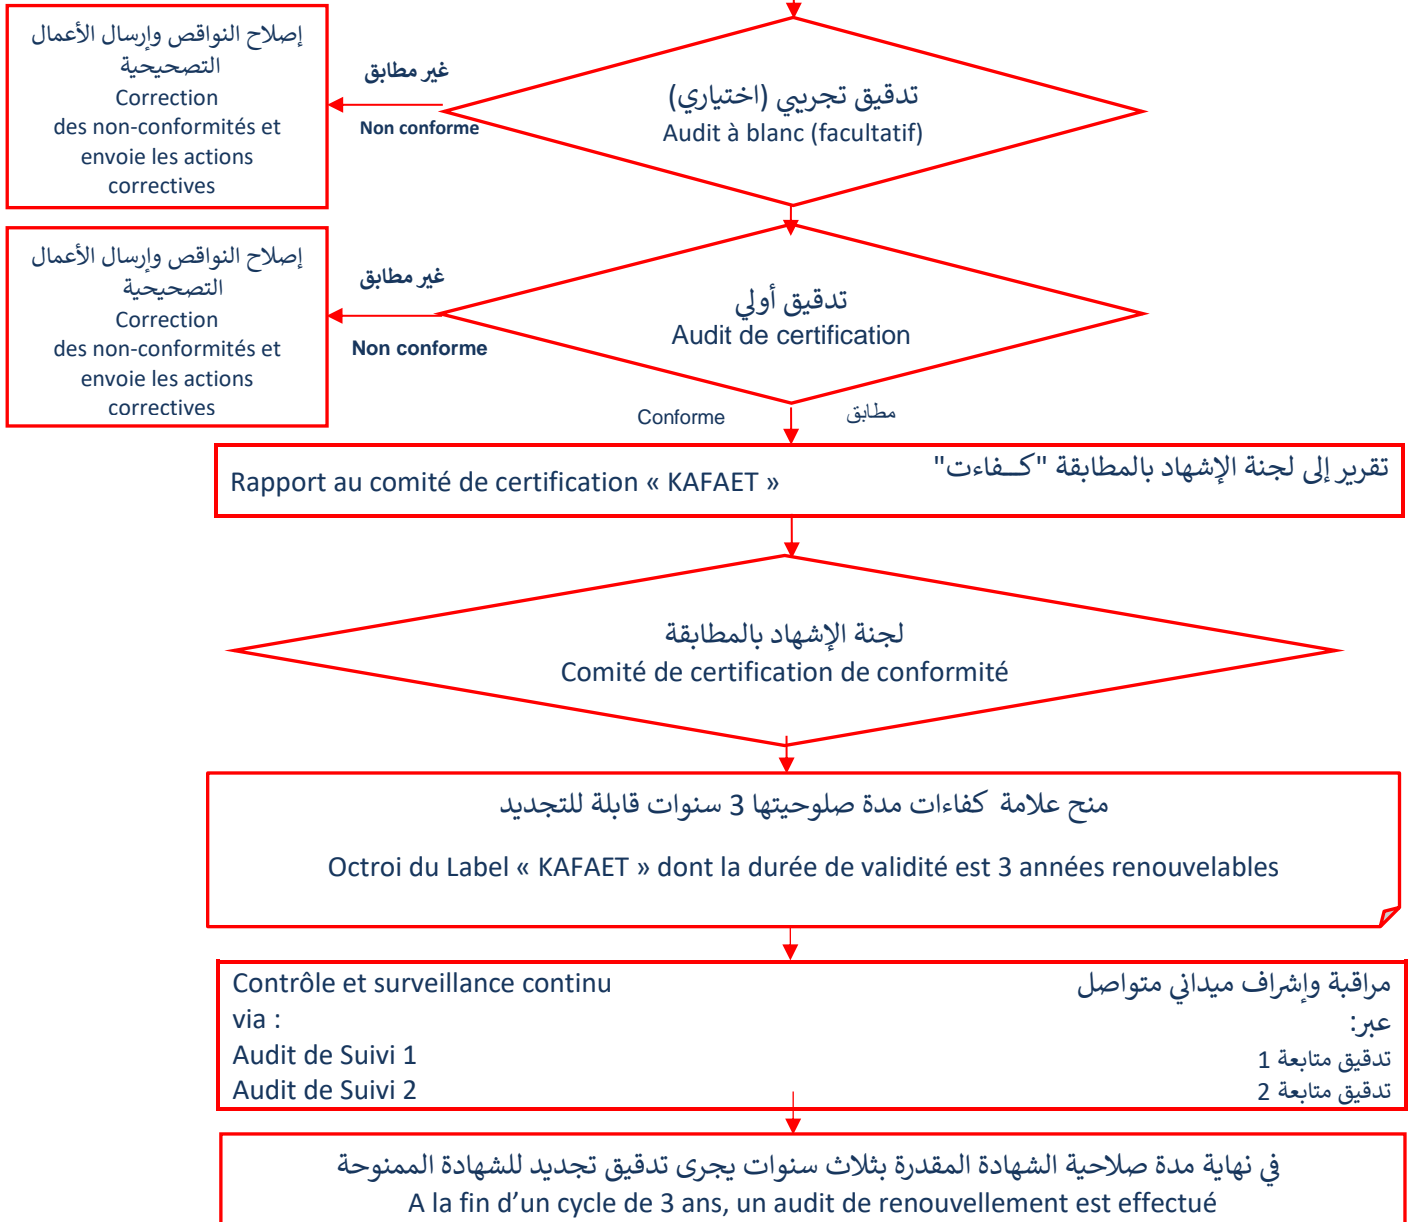 إصلاح النواقص وإرسال الأعمال
التصحيحية
Correction
des non-conformités et
envoie les actions
correctives
غير مطابق
Non conforme
تدقيق تجريبي (اختياري)
Audit à blanc (facultatif)
إصلاح النواقص وإرسال الأعمال
التصحيحية
Correction
des non-conformités et
envoie les actions
correctives
غير مطابق
Non conforme
تدقيق أولي
Audit de certification
Conforme
مطابق
تقرير إلى لجنة الإشهاد بالمطابقة "كــفاءت"
Rapport au comité de certification « KAFAET »
لجنة الإشهاد بالمطابقة
Comité de certification de conformité
منح علامة كفاءات مدة صلوحيتها 3 سنوات قابلة للتجديد
Octroi du Label « KAFAET » dont la durée de validité est 3 années renouvelables
Contrôle et surveillance continu
via :
Audit de Suivi 1
Audit de Suivi 2
مراقبة وإشراف ميداني متواصل
عبر:
تدقيق متابعة 1
تدقيق متابعة 2
في نهاية مدة صلاحية الشهادة المقدرة بثلاث سنوات يجرى تدقيق تجديد للشهادة الممنوحة
A la fin d’un cycle de 3 ans, un audit de renouvellement est effectué